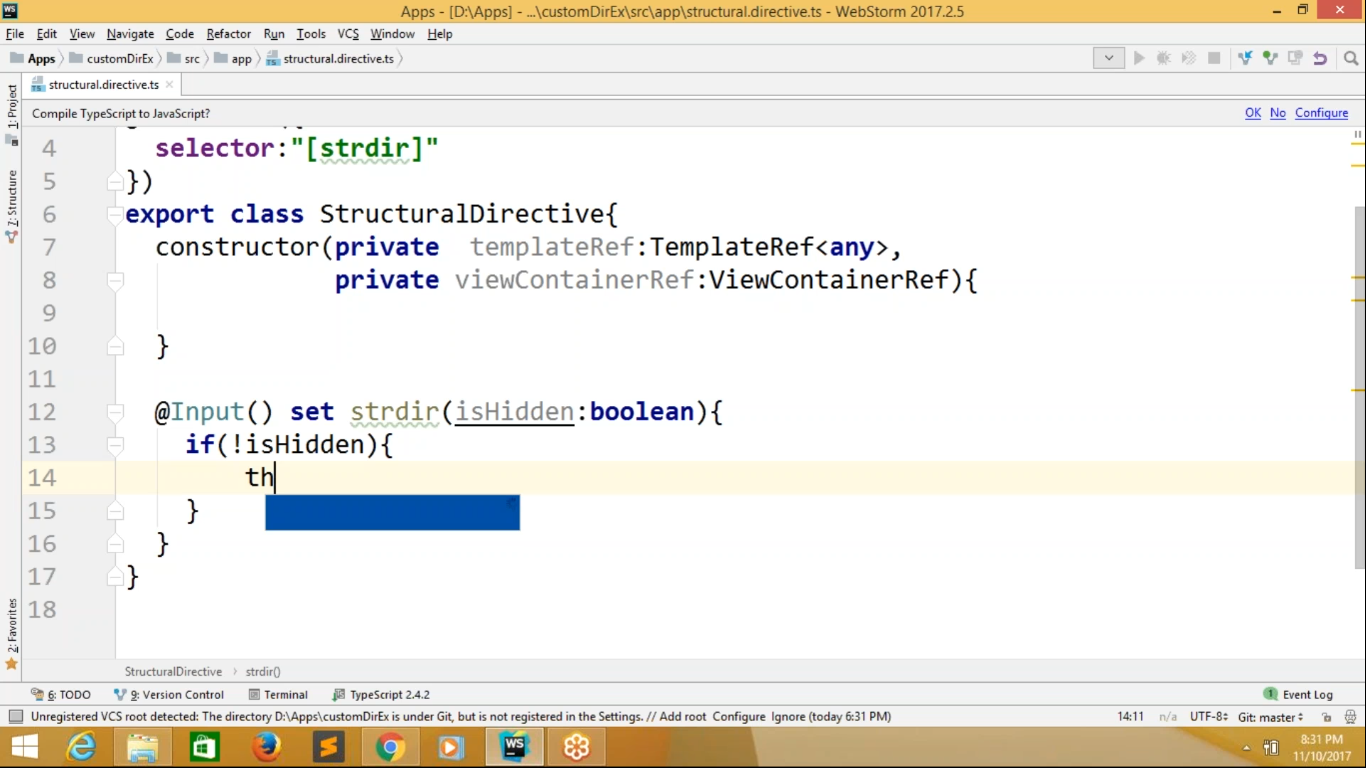 WS
Apps - [D:\Apps] - ...\customDirEx\src\app\structural.directive.ts - WebStorm 2017.2.5
File Edit View Navigate Code Refactor Run Tools VCS Window Help
Apps customDirEx src app structural.directive.ts
structural.directive.ts
Compile TypeScript to JavaScript? OK No Configure
1: Project
7: Structure
2: Favorites
4 selector:"[strdir]"
5 })
6 export class StructuralDirective{
7 constructor(private templateRef:TemplateRef<any>,
8 private viewContainerRef:ViewContainerRef){
9
10 }
11
12 @Input() set strdir(isHidden:boolean){
13 if(!isHidden){
14 th
15 }
16 }
17 }
18
StructuralDirective strdir()
6: TODO 9: Version Control Terminal TypeScript 2.4.2 1 Event Log
Unregistered VCS root detected: The directory D:\Apps\customDirEx is under Git, but is not registered in the Settings. // Add root Configure Ignore (today 6:31 PM) 14:11 n/a UTF-8 Git: master
WS 8:31 PM
11/10/2017